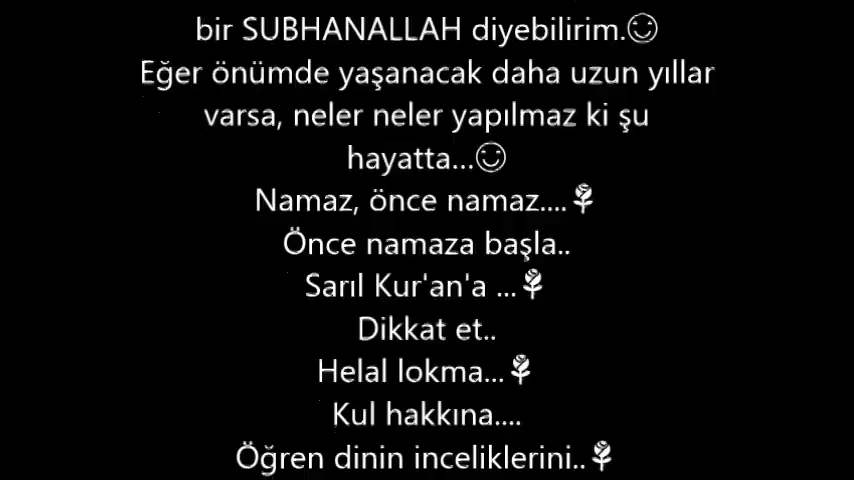 bir SUBHANALLAH diyebilirim.☺
Eğer önümde yaşanacak daha uzun yıllar
varsa, neler neler yapılmaz ki şu
hayatta...☺
Namaz, önce namaz....🌹
Önce namaza başla..
Sarıl Kur'an'a ...🌹
Dikkat et..
Helal lokma...🌹
Kul hakkına....
Öğren dinin inceliklerini..🌹